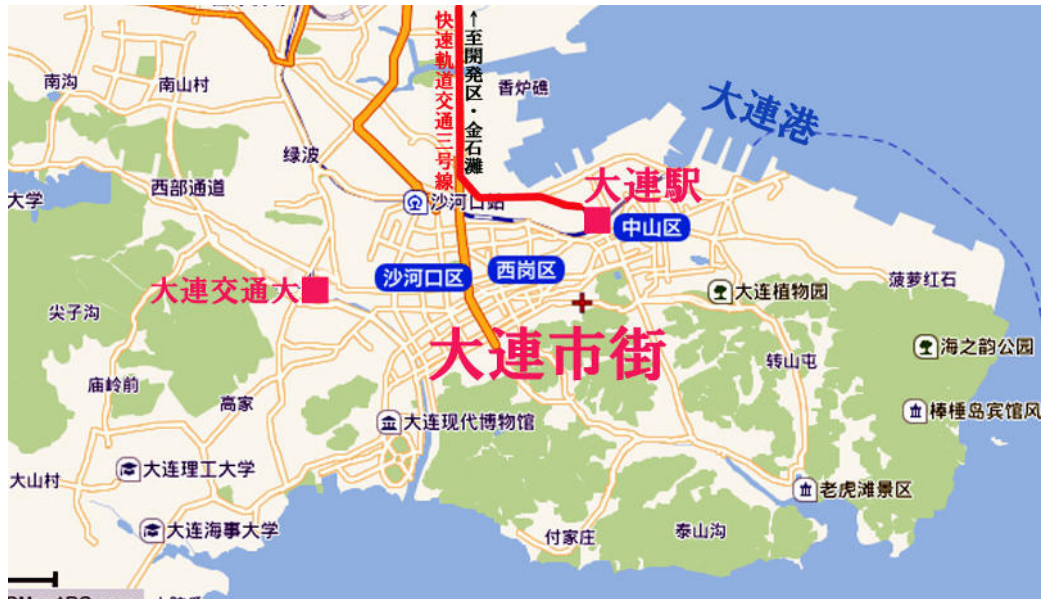 快速軌道交通三号線
↑至開発区・金石灘
香炉礁
大連港
南沟
南山村
绿波
西部通道
大学
沙河口站
大連駅
中山区
沙河口区
西岗区
大連交通大
大连植物园
菠萝红石
尖子沟
大連市街
海之韵公园
转山屯
庙岭前
高家
大连现代博物馆
棒棰岛宾馆风
大山村
大连理工大学
老虎滩景区
大连海事大学
付家庄
泰山沟